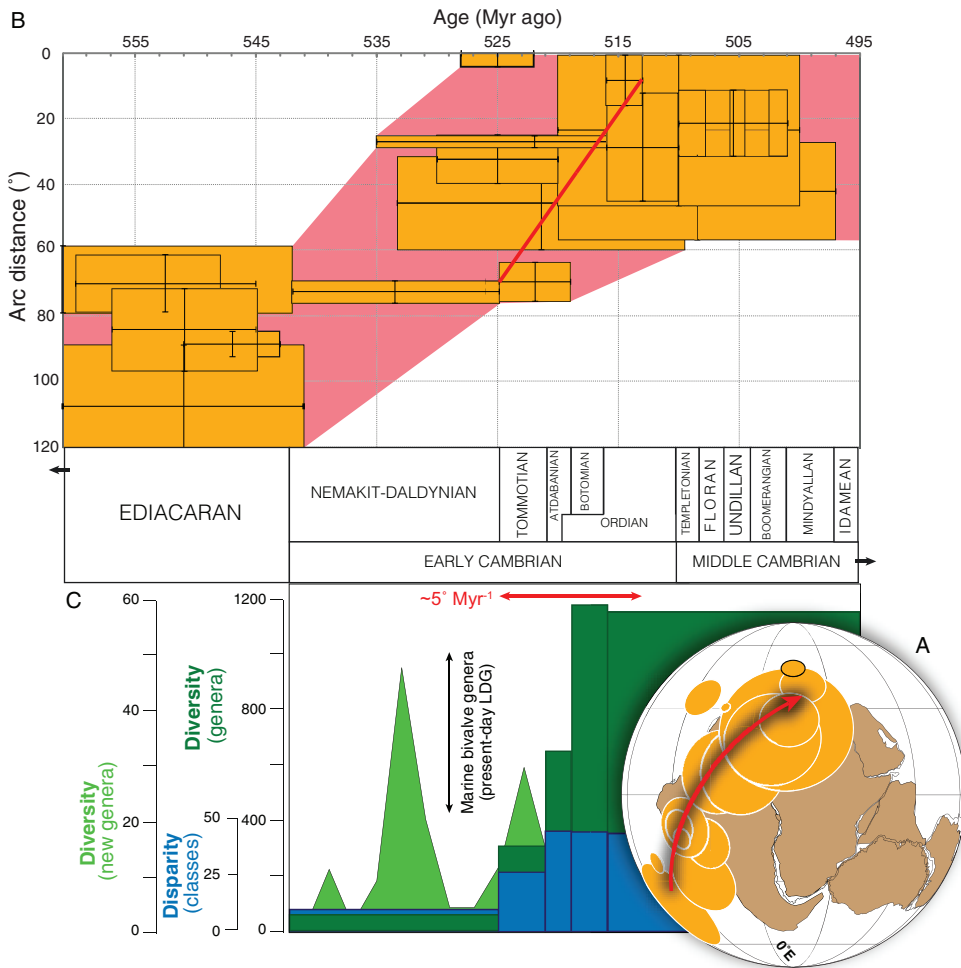 B
Age (Myr ago)
555 545 535 525 515 505 495
Arc distance (°)
0
20
40
60
80
100
120
EDIACARAN
NEMAKIT-DALDYNIAN
TOMMOTIAN
ATDABANIAN
BOTOMIAN
ORDIAN
TEMPLETONIAN
FLORAN
UNDILLAN
BOOMERANGIAN
MINDYALLAN
IDAMEAN
EARLY CAMBRIAN
MIDDLE CAMBRIAN
C
~5° Myr⁻¹
Diversity
(new genera)
60
40
20
0
Diversity
(genera)
1200
800
400
0
Disparity
(classes)
50
25
0
Marine bivalve genera
(present-day LDG)
A
0°E